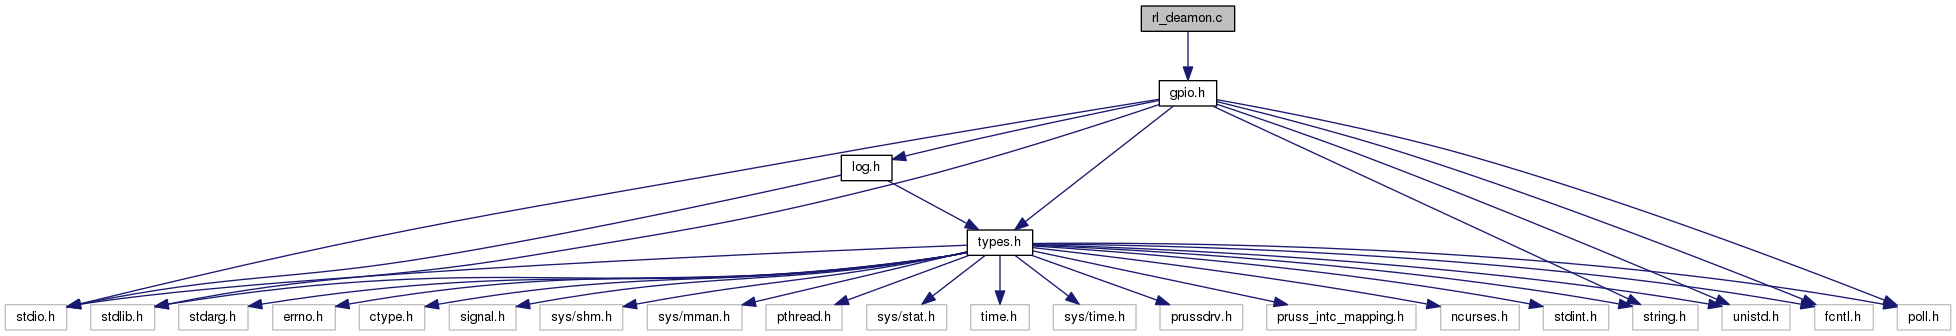 rl_deamon.c
gpio.h
log.h
types.h
stdio.h
stdlib.h
stdarg.h
errno.h
ctype.h
signal.h
sys/shm.h
sys/mman.h
pthread.h
sys/stat.h
time.h
sys/time.h
prussdrv.h
pruss_intc_mapping.h
ncurses.h
stdint.h
string.h
unistd.h
fcntl.h
poll.h